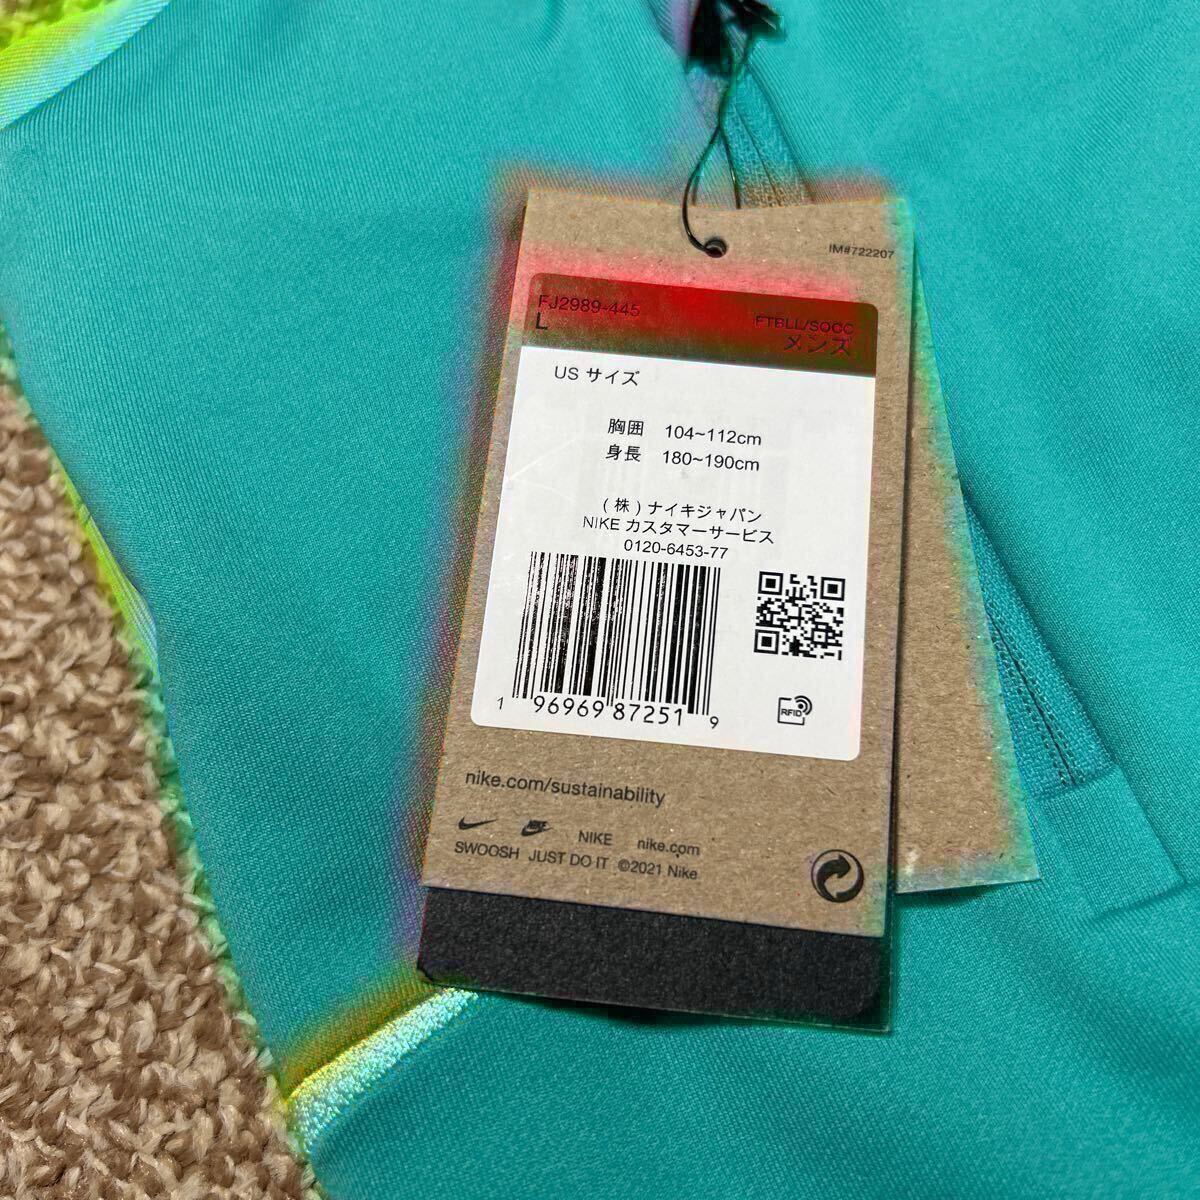 IM#722207
FJ2989-445
FTBLL/SOCC
L
メンズ
US サイズ
胸囲 104~112cm
身長 180~190cm
(株)ナイキジャパン
NIKE カスタマーサービス
0120-6453-77
1 96969 87251 9
RFID
nike.com/sustainability
NIKE NIKE nike.com
SWOOSH JUST DO IT ©2021 Nike